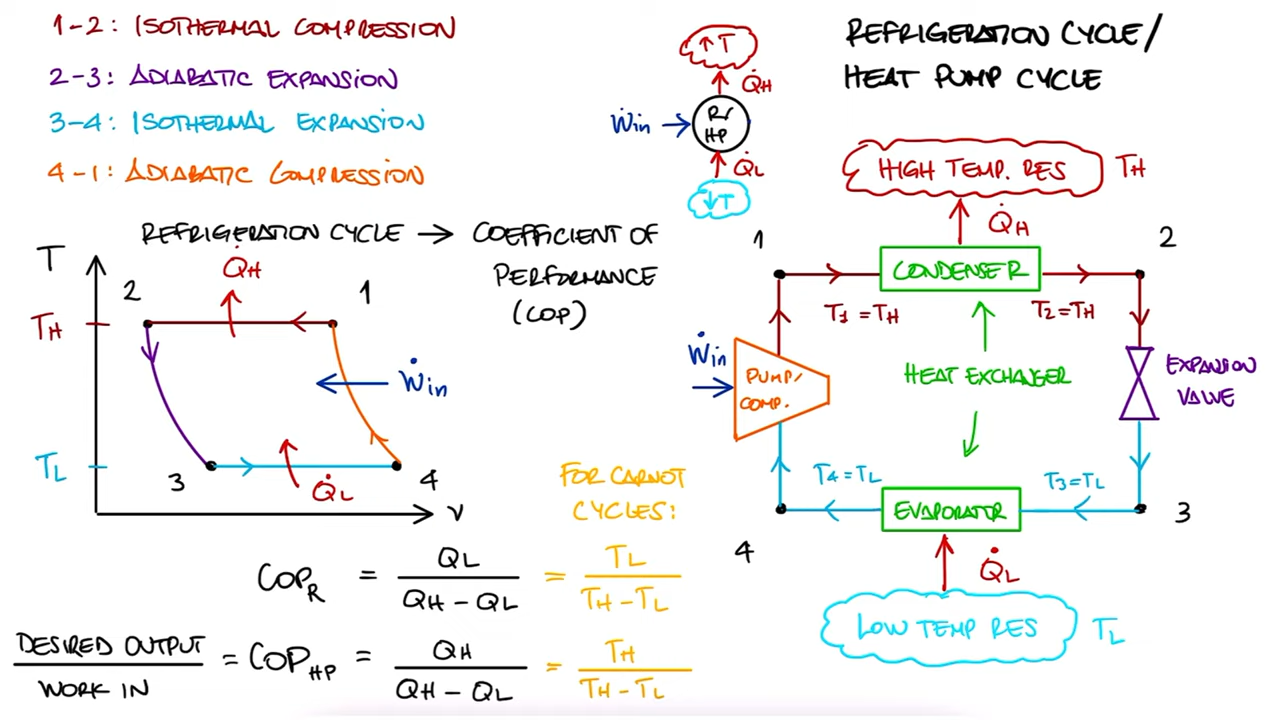 1-2: ISOTHERMAL COMPRESSION
2-3: ADIABATIC EXPANSION
3-4: ISOTHERMAL EXPANSION
4-1: ADIABATIC COMPRESSION
REFRIGERATION CYCLE → COEFFICIENT OF
PERFORMANCE
(COP)
T
Q̇H
2
1
TH
Ẇin
TL
3
Q̇L
4
ν
↑T
Q̇H
Ẇin
R/
HP
Q̇L
↓T
REFRIGERATION CYCLE/
HEAT PUMP CYCLE
HIGH TEMP. RES
TH
Q̇H
1
2
CONDENSER
T1=TH
T2=TH
Ẇin
PUMP/
COMP.
HEAT EXCHANGER
EXPANSION
VALVE
T4=TL
T3=TL
EVAPORATOR
4
3
Q̇L
LOW TEMP RES
TL
FOR CARNOT
CYCLES:
COPR = QL / QH - QL = TL / TH - TL
DESIRED OUTPUT / WORK IN = COPHP = QH / QH - QL = TH / TH - TL